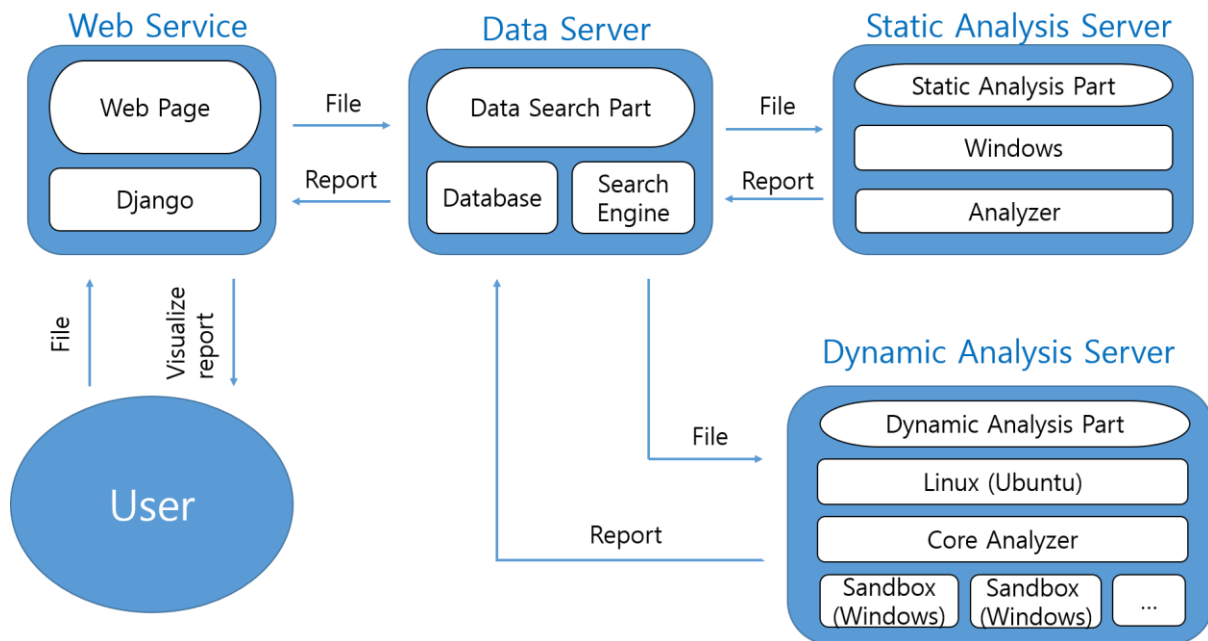 Web Service
Data Server
Static Analysis Server
Web Page
Django
File
Report
Data Search Part
Database
Search
Engine
File
Report
Static Analysis Part
Windows
Analyzer
File
Visualize
report
User
File
Report
Dynamic Analysis Server
Dynamic Analysis Part
Linux (Ubuntu)
Core Analyzer
Sandbox
(Windows)
Sandbox
(Windows)
...